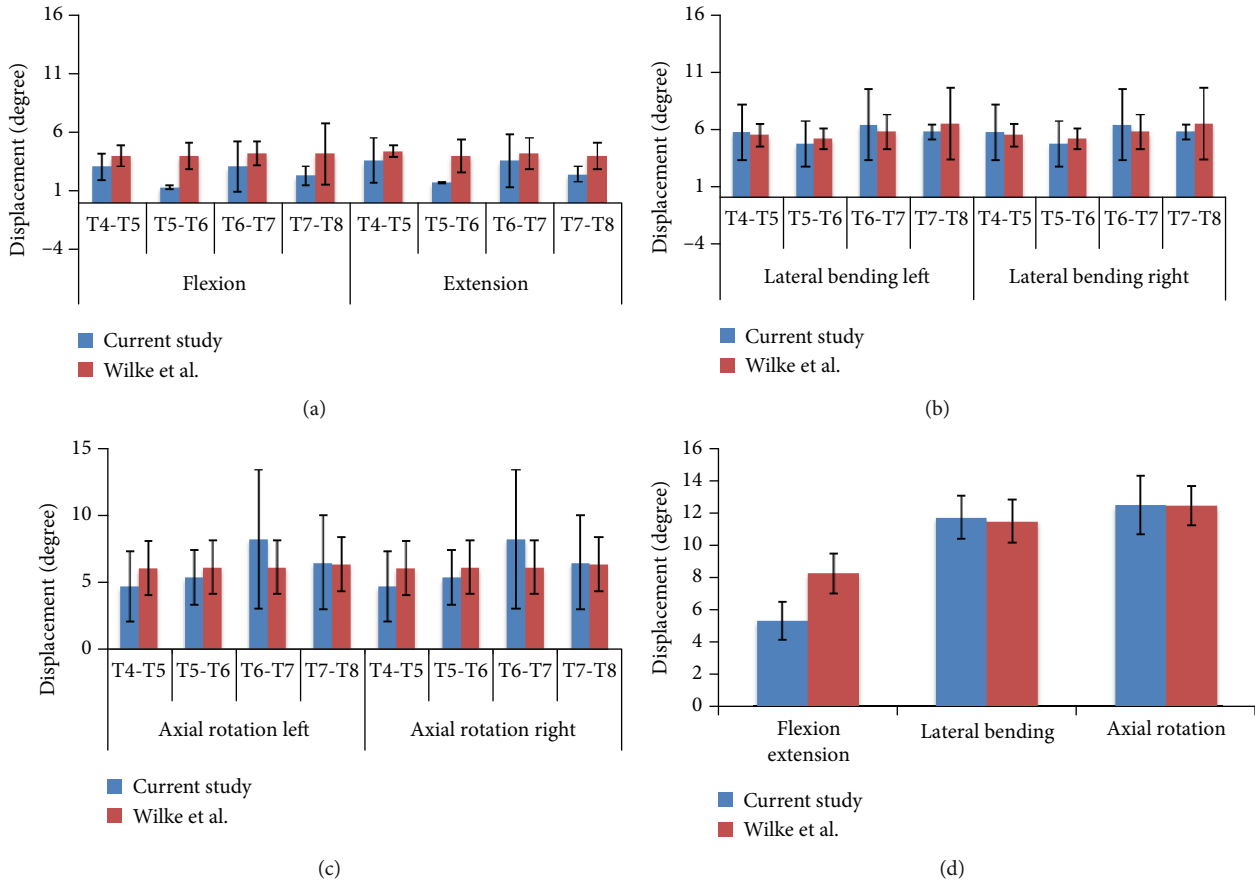 16
11
6
1
−4
Displacement (degree)
T4-T5 T5-T6 T6-T7 T7-T8 T4-T5 T5-T6 T6-T7 T7-T8
Flexion Extension
Current study
Wilke et al.
(a)
16
11
6
1
−4
Displacement (degree)
T4-T5 T5-T6 T6-T7 T7-T8 T4-T5 T5-T6 T6-T7 T7-T8
Lateral bending left Lateral bending right
Current study
Wilke et al.
(b)
15
10
5
0
Displacement (degree)
T4-T5 T5-T6 T6-T7 T7-T8 T4-T5 T5-T6 T6-T7 T7-T8
Axial rotation left Axial rotation right
Current study
Wilke et al.
(c)
16
14
12
10
8
6
4
2
0
Displacement (degree)
Flexion
extension
Lateral bending
Axial rotation
Current study
Wilke et al.
(d)